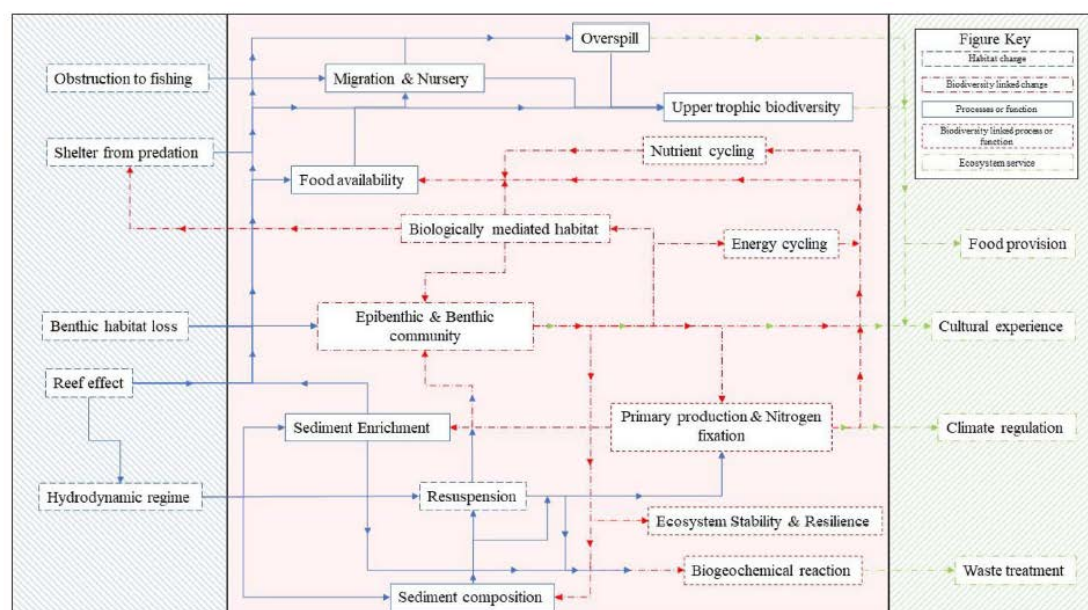 Overspill
Figure Key
Habitat change
Biodiversity linked change
Processes or function
Biodiversity linked process or
function
Ecosystem service
Obstruction to fishing
Migration & Nursery
Upper trophic biodiversity
Shelter from predation
Nutrient cycling
Food availability
Biologically mediated habitat
Energy cycling
Food provision
Benthic habitat loss
Epibenthic & Benthic
community
Cultural experience
Reef effect
Sediment Enrichment
Primary production & Nitrogen
fixation
Climate regulation
Hydrodynamic regime
Resuspension
Ecosystem Stability & Resilience
Biogeochemical reaction
Waste treatment
Sediment composition